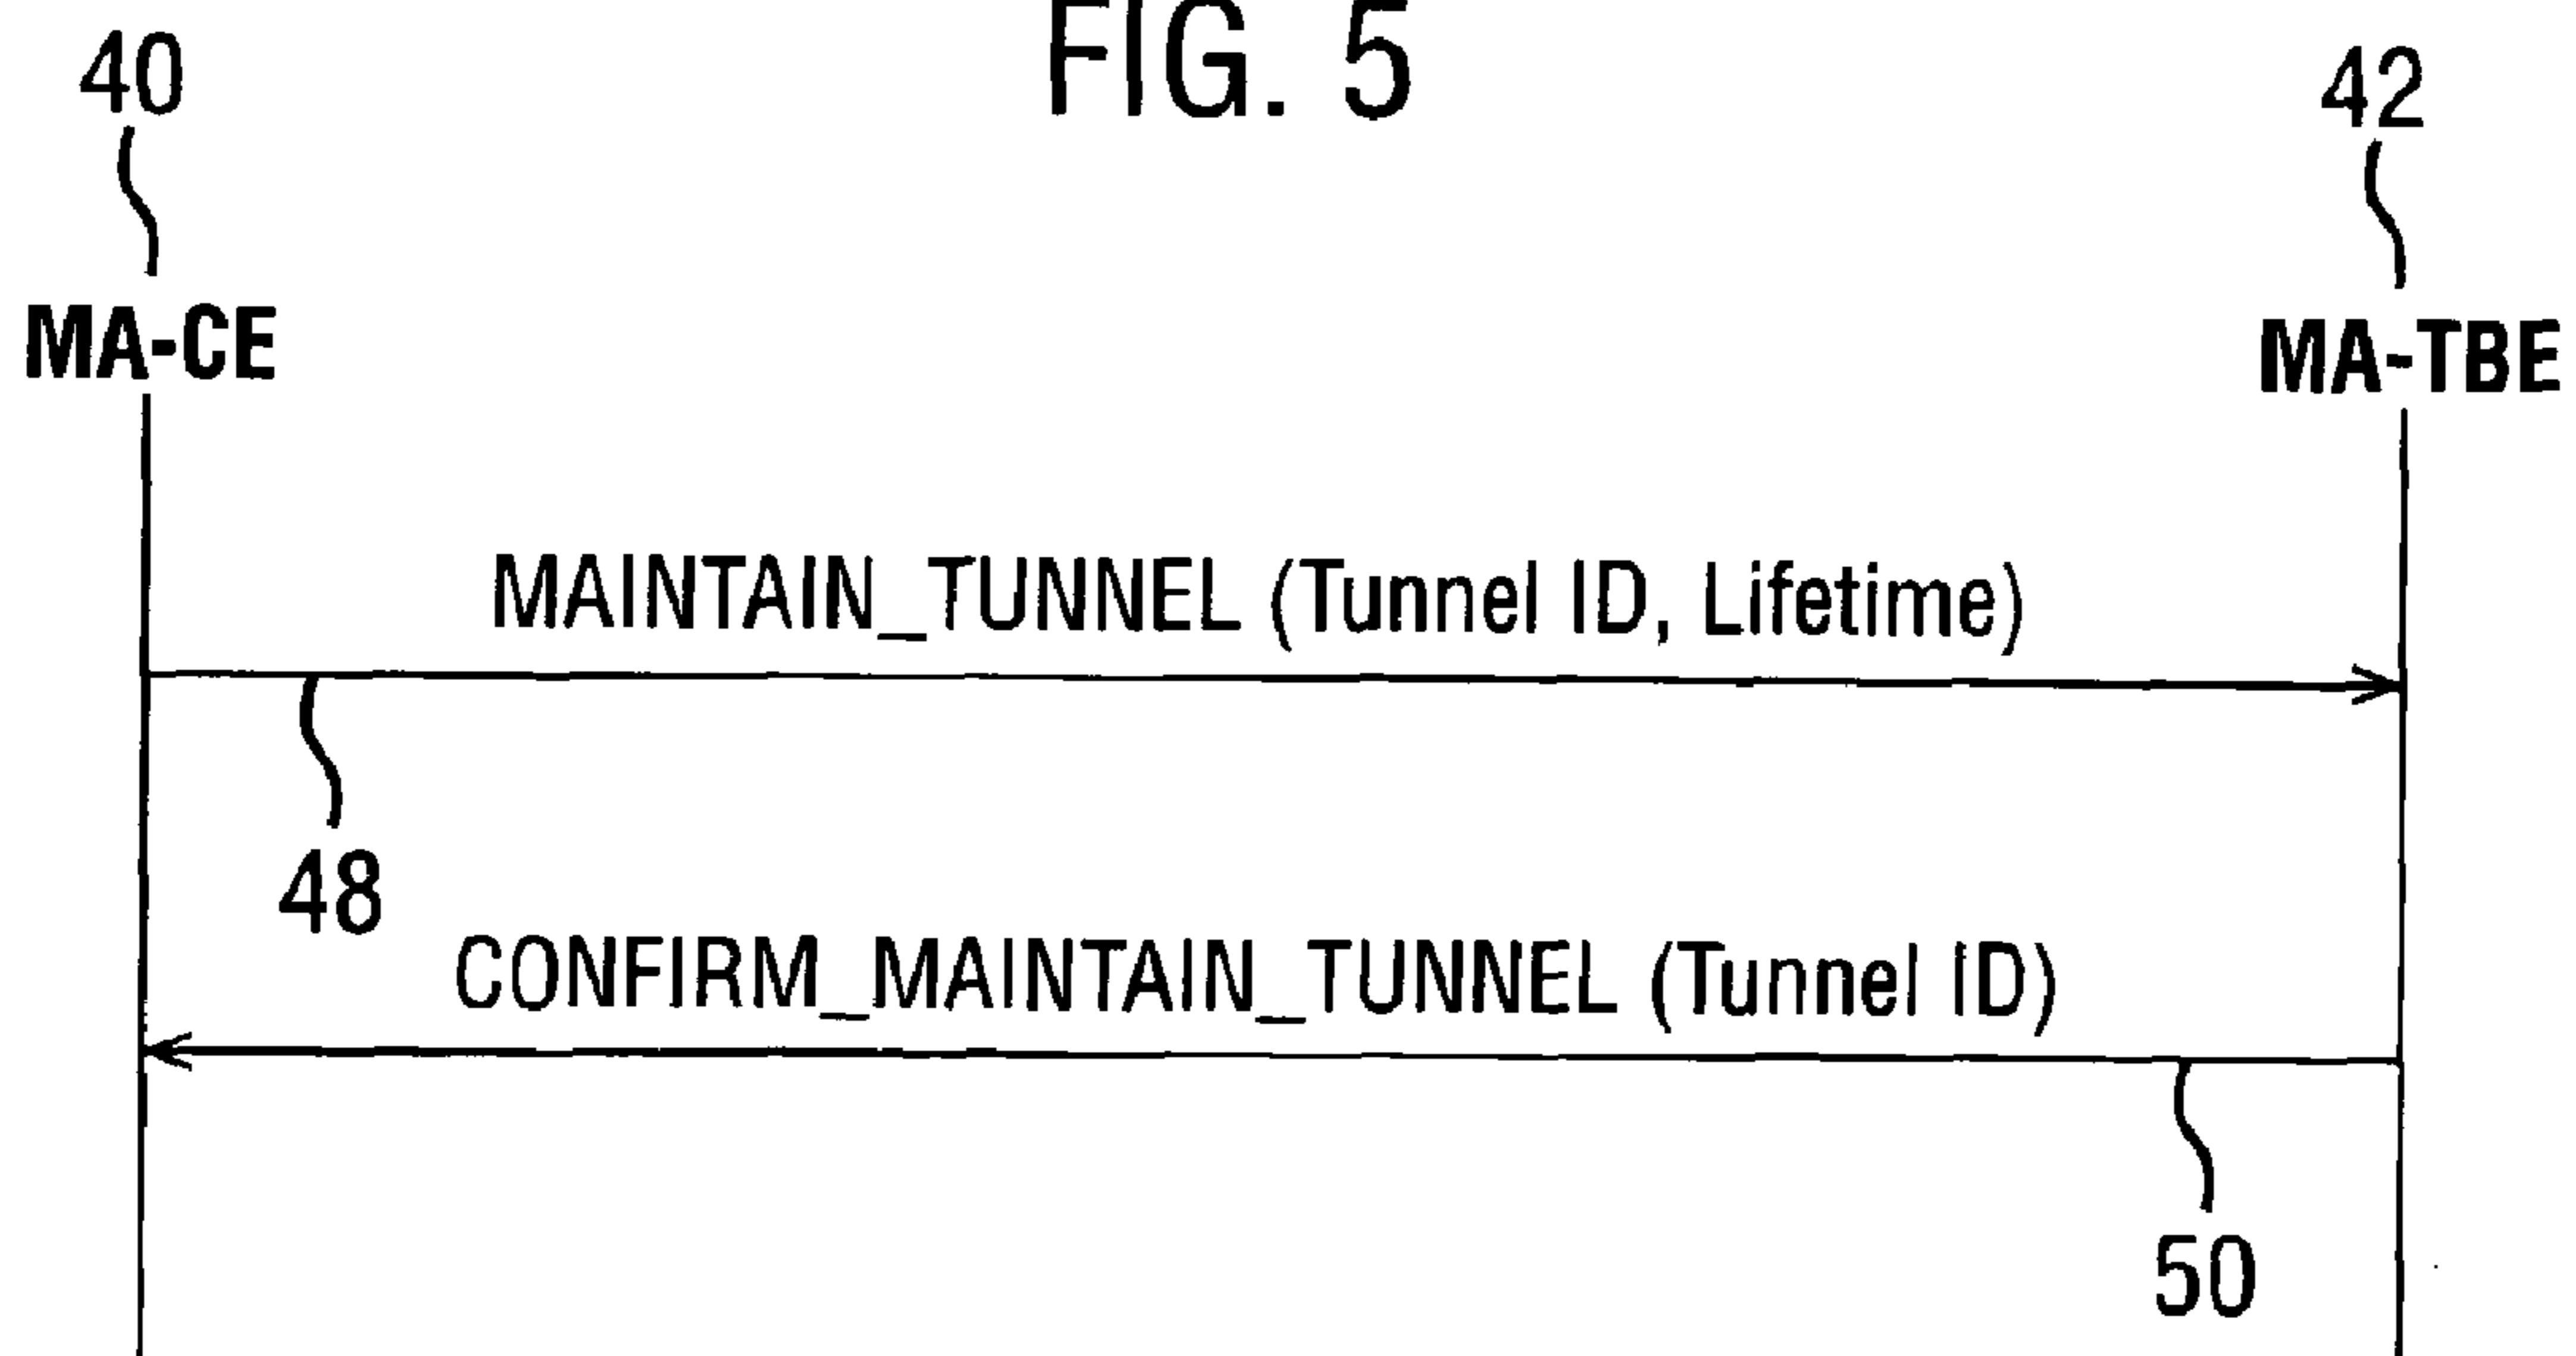 FIG. 5
40
42
MA-CE
MA-TBE
MAINTAIN_TUNNEL (Tunnel ID, Lifetime)
48
CONFIRM_MAINTAIN_TUNNEL (Tunnel ID)
50